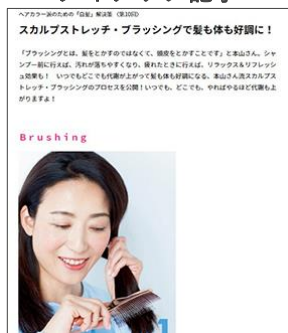 ヘアカラー派のための「白髪」解決塾 〈第10回〉
スカルプストレッチ・ブラッシングで髪も体も好調に！
「ブラッシングとは、髪をとかすのではなくて、頭皮をとかすことです」と本山さん。シャ
ンプー前に行えば、汚れが落ちやすくなり、疲れたときに行えば、リラックス＆リフレッシ
ュ効果も！ いつでもどこでも代謝が上がって髪も体も好調になる、本山さん流スカルプス
トレッチ・ブラッシングのプロセスを公開！いつでも、どこでも、やればやるほど代謝も上
がりますよ！
Brushing
1